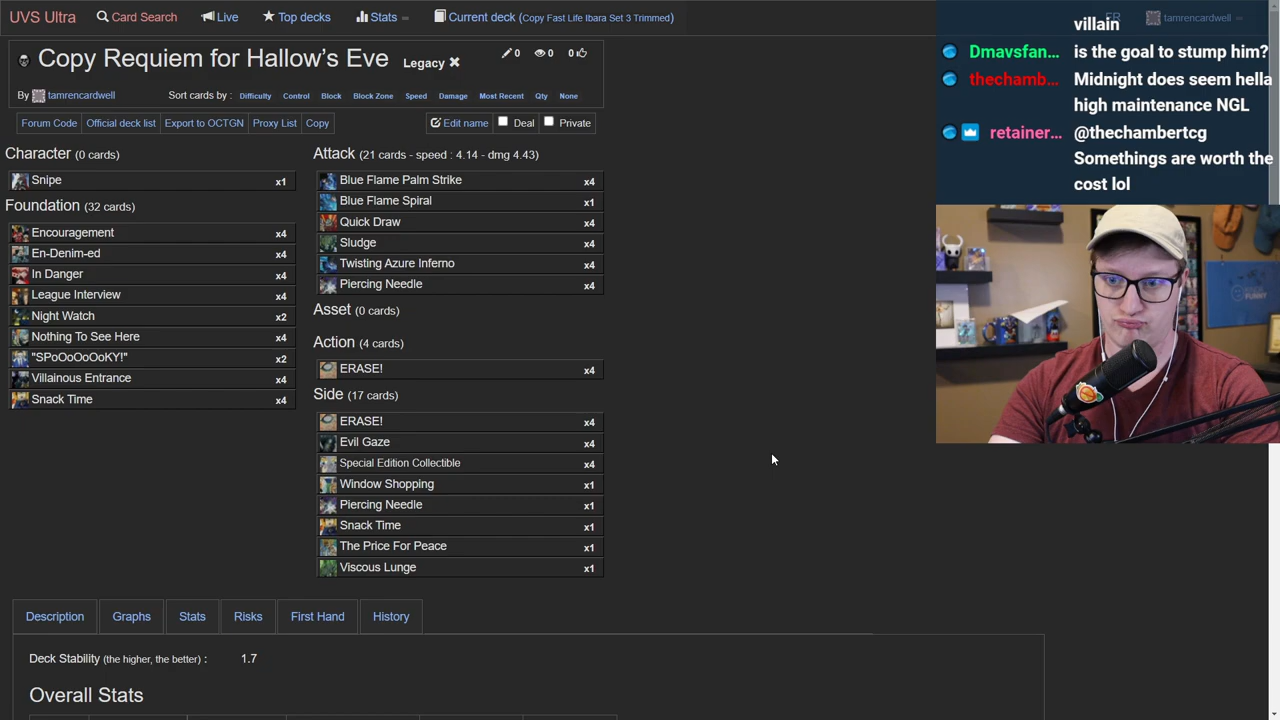 UVS Ultra
Card Search
Live
Top decks
Stats
Current deck (Copy Fast Life Ibara Set 3 Trimmed)
FR
tamrencardwell
Copy Requiem for Hallow's Eve
Legacy
0
0
0
By tamrencardwell
Sort cards by : Difficulty Control Block Block Zone Speed Damage Most Recent Qty None
Forum Code
Official deck list
Export to OCTGN
Proxy List
Copy
Edit name
Deal
Private
Character (0 cards)
Snipe x1
Foundation (32 cards)
Encouragement x4
En-Denim-ed x4
In Danger x4
League Interview x4
Night Watch x2
Nothing To See Here x4
"SPoOoOoOoKY!" x2
Villainous Entrance x4
Snack Time x4
Attack (21 cards - speed : 4.14 - dmg 4.43)
Blue Flame Palm Strike x4
Blue Flame Spiral x1
Quick Draw x4
Sludge x4
Twisting Azure Inferno x4
Piercing Needle x4
Asset (0 cards)
Action (4 cards)
ERASE! x4
Side (17 cards)
ERASE! x4
Evil Gaze x4
Special Edition Collectible x4
Window Shopping x1
Piercing Needle x1
Snack Time x1
The Price For Peace x1
Viscous Lunge x1
Description
Graphs
Stats
Risks
First Hand
History
Deck Stability (the higher, the better) : 1.7
Overall Stats
villain
Dmavsfan... is the goal to stump him?
thechamb... Midnight does seem hella
high maintenance NGL
retainer... @thechambertcg
Somethings are worth the
cost lol
FUNNY